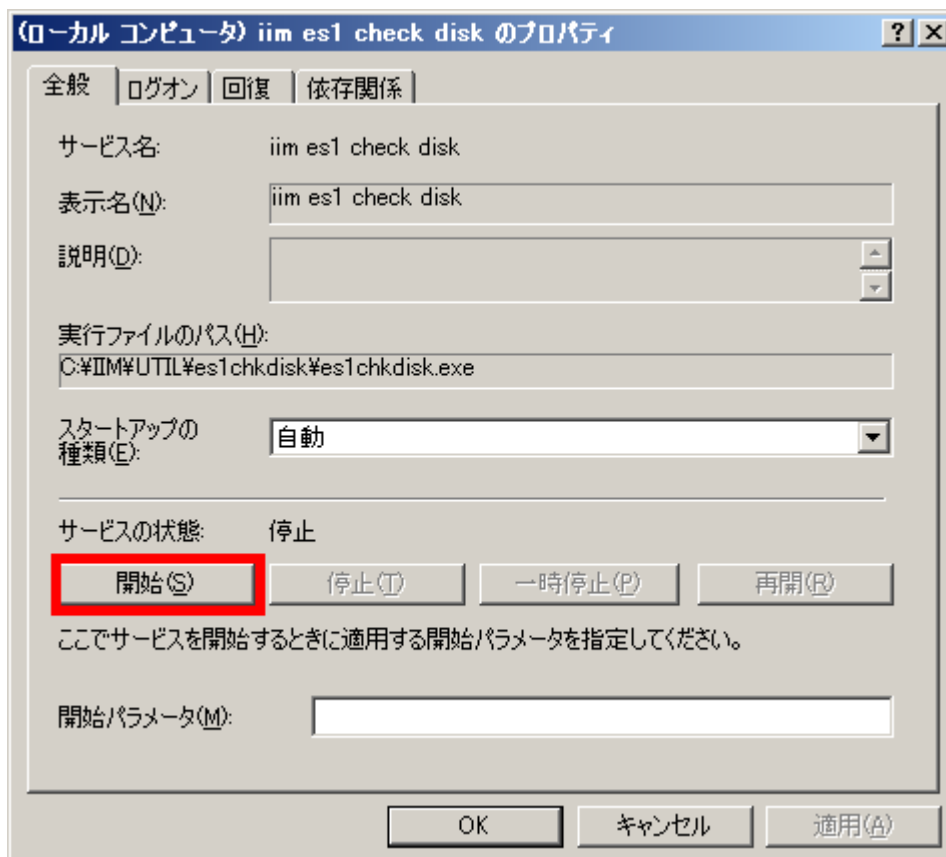 (ローカル コンピュータ) iim es1 check disk のプロパティ
全般 ログオン 回復 依存関係
サービス名: iim es1 check disk
表示名(N): iim es1 check disk
説明(D):
実行ファイルのパス(H):
C:¥IIM¥UTIL¥es1chkdisk¥es1chkdisk.exe
スタートアップの
種類(E): 自動
サービスの状態: 停止
開始(S) 停止(T) 一時停止(P) 再開(R)
ここでサービスを開始するときに適用する開始パラメータを指定してください。
開始パラメータ(M):
OK キャンセル 適用(A)